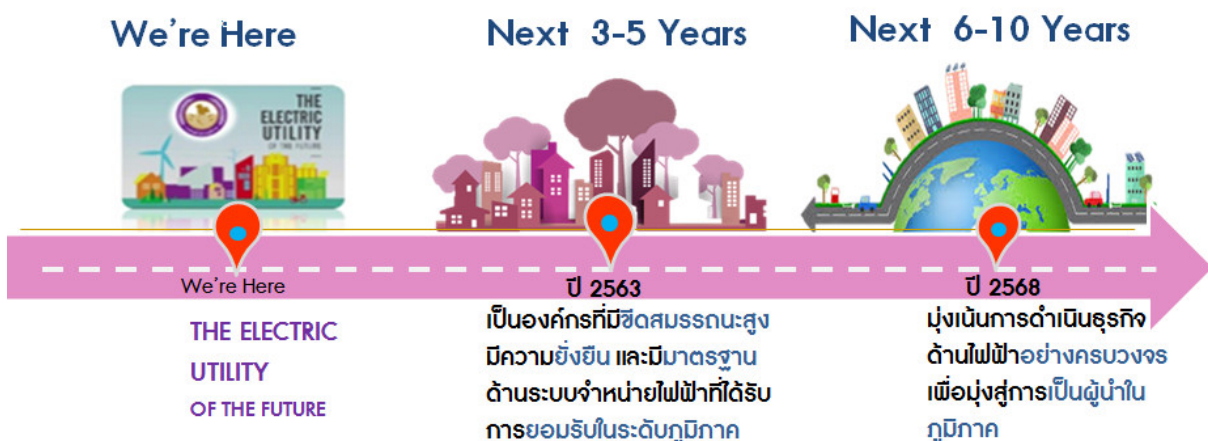 We're Here
Next 3-5 Years
Next 6-10 Years
THE
ELECTRIC
UTILITY
OF THE FUTURE
We're Here
THE ELECTRIC
UTILITY
OF THE FUTURE
ปี 2563
เป็นองค์กรที่มีขีดสมรรถนะสูง
มีความยั่งยืน และมีมาตรฐาน
ด้านระบบจำหน่ายไฟฟ้าที่ได้รับ
การยอมรับในระดับภูมิภาค
ปี 2568
มุ่งเน้นการดำเนินธุรกิจ
ด้านไฟฟ้าอย่างครบวงจร
เพื่อมุ่งสู่การเป็นผู้นำใน
ภูมิภาค